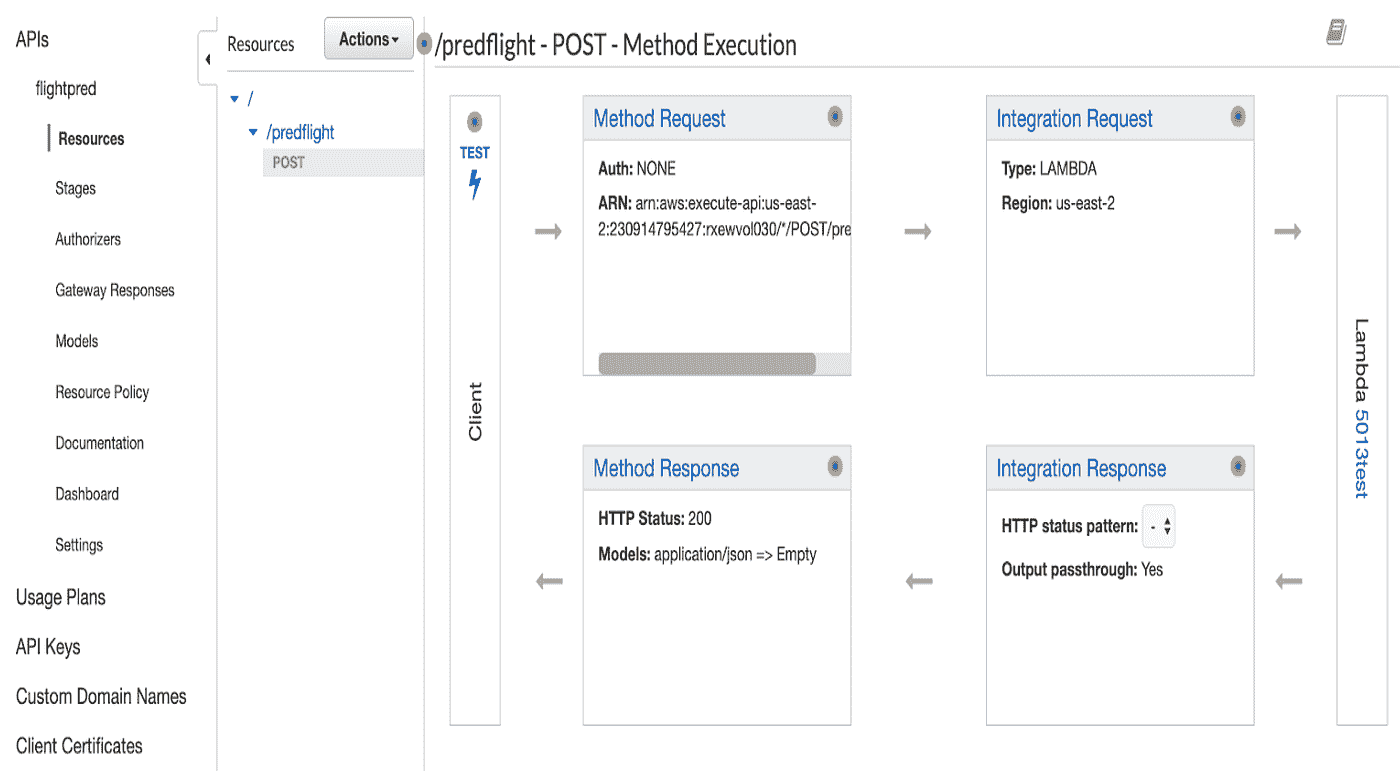 APIs
flightpred
Resources
Stages
Authorizers
Gateway Responses
Models
Resource Policy
Documentation
Dashboard
Settings
Usage Plans
API Keys
Custom Domain Names
Client Certificates
Resources
Actions
/
/predflight
POST
/predflight - POST - Method Execution
TEST
Client
Method Request
Auth: NONE
ARN: arn:aws:execute-api:us-east-
2:230914795427:rxewvol030/*/POST/pre
Integration Request
Type: LAMBDA
Region: us-east-2
Lambda 5013test
Method Response
HTTP Status: 200
Models: application/json => Empty
Integration Response
HTTP status pattern: -
Output passthrough: Yes